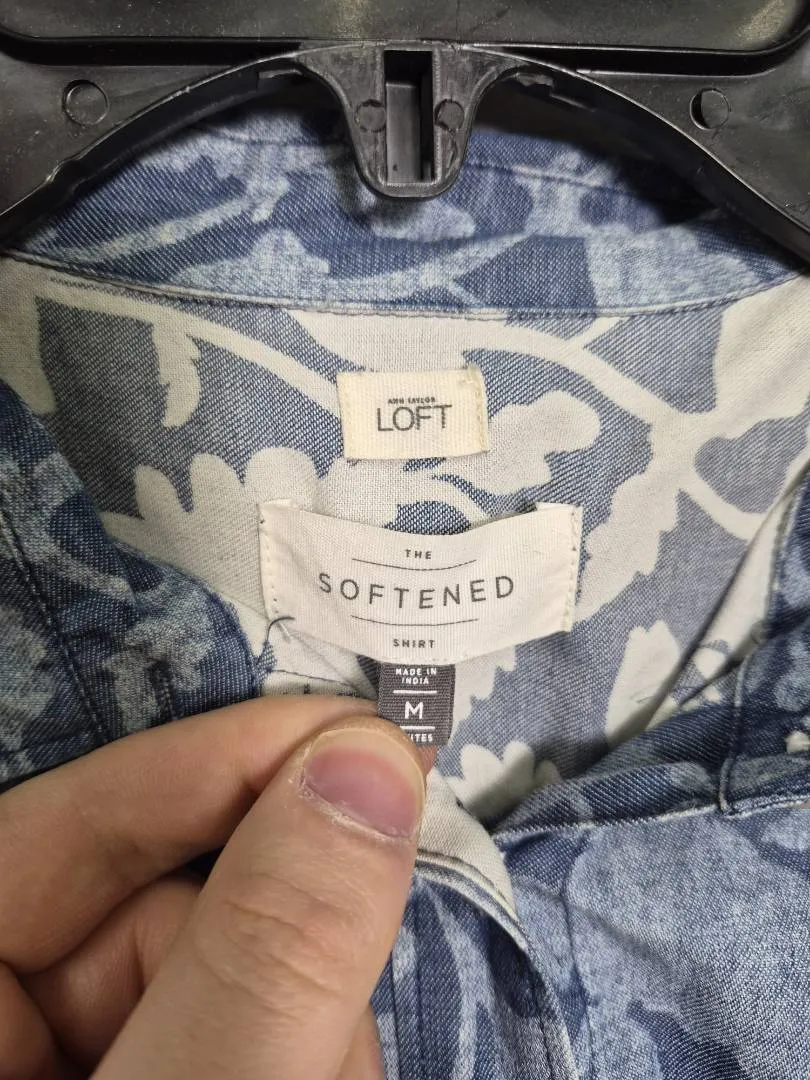 ANN TAYLOR
LOFT
THE
SOFTENED
SHIRT
MADE IN
INDIA
M